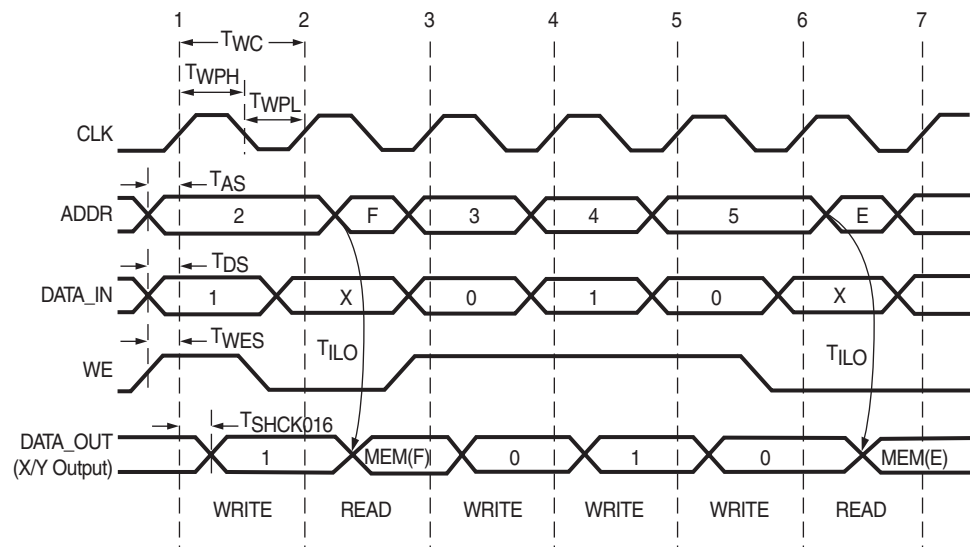 1 2 3 4 5 6 7
TWC
TWPH
TWPL
CLK
TAS
ADDR 2 F 3 4 5 E
TDS
DATA_IN 1 X 0 1 0 X
TWES
WE TILO TILO
TSHCKO16
DATA_OUT
(X/Y Output) 1 MEM(F) 0 1 0 MEM(E)
WRITE READ WRITE WRITE WRITE READ